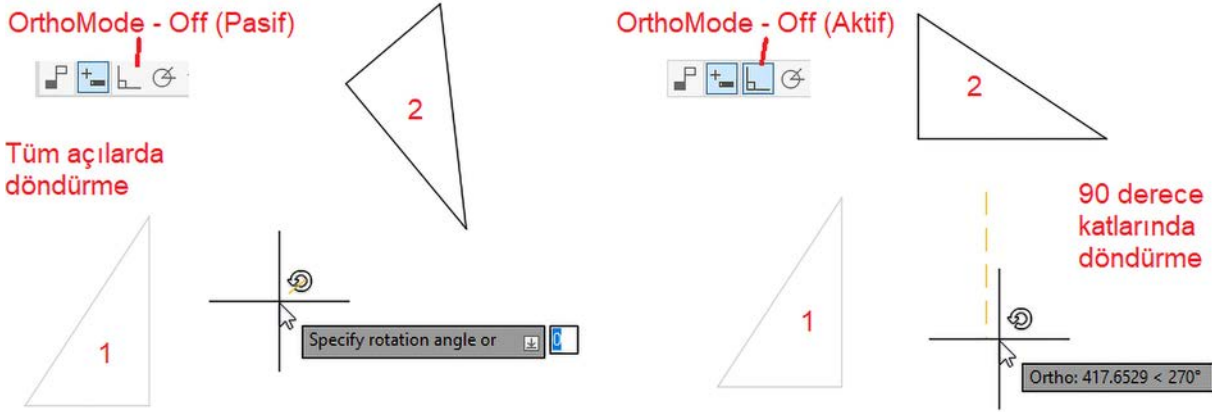 OrthoMode - Off (Pasif)
2
Tüm açılarda
döndürme
1
Specify rotation angle or
0
OrthoMode - Off (Aktif)
2
90 derece
katlarında
döndürme
1
Ortho: 417.6529 < 270°